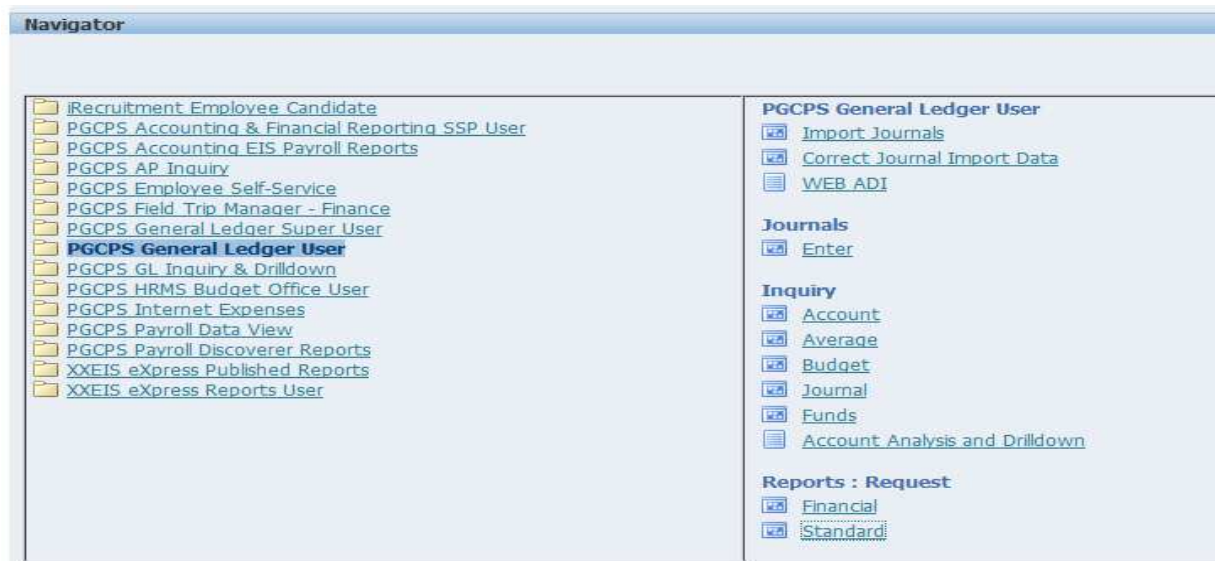 Navigator
iRecruitment Employee Candidate
PGCPS Accounting & Financial Reporting SSP User
PGCPS Accounting EIS Payroll Reports
PGCPS AP Inquiry
PGCPS Employee Self-Service
PGCPS Field Trip Manager - Finance
PGCPS General Ledger Super User
PGCPS General Ledger User
PGCPS GL Inquiry & Drilldown
PGCPS HRMS Budget Office User
PGCPS Internet Expenses
PGCPS Payroll Data View
PGCPS Payroll Discoverer Reports
XXEIS eXpress Published Reports
XXEIS eXpress Reports User
PGCPS General Ledger User
Import Journals
Correct Journal Import Data
WEB ADI
Journals
Enter
Inquiry
Account
Average
Budget
Journal
Funds
Account Analysis and Drilldown
Reports : Request
Financial
Standard